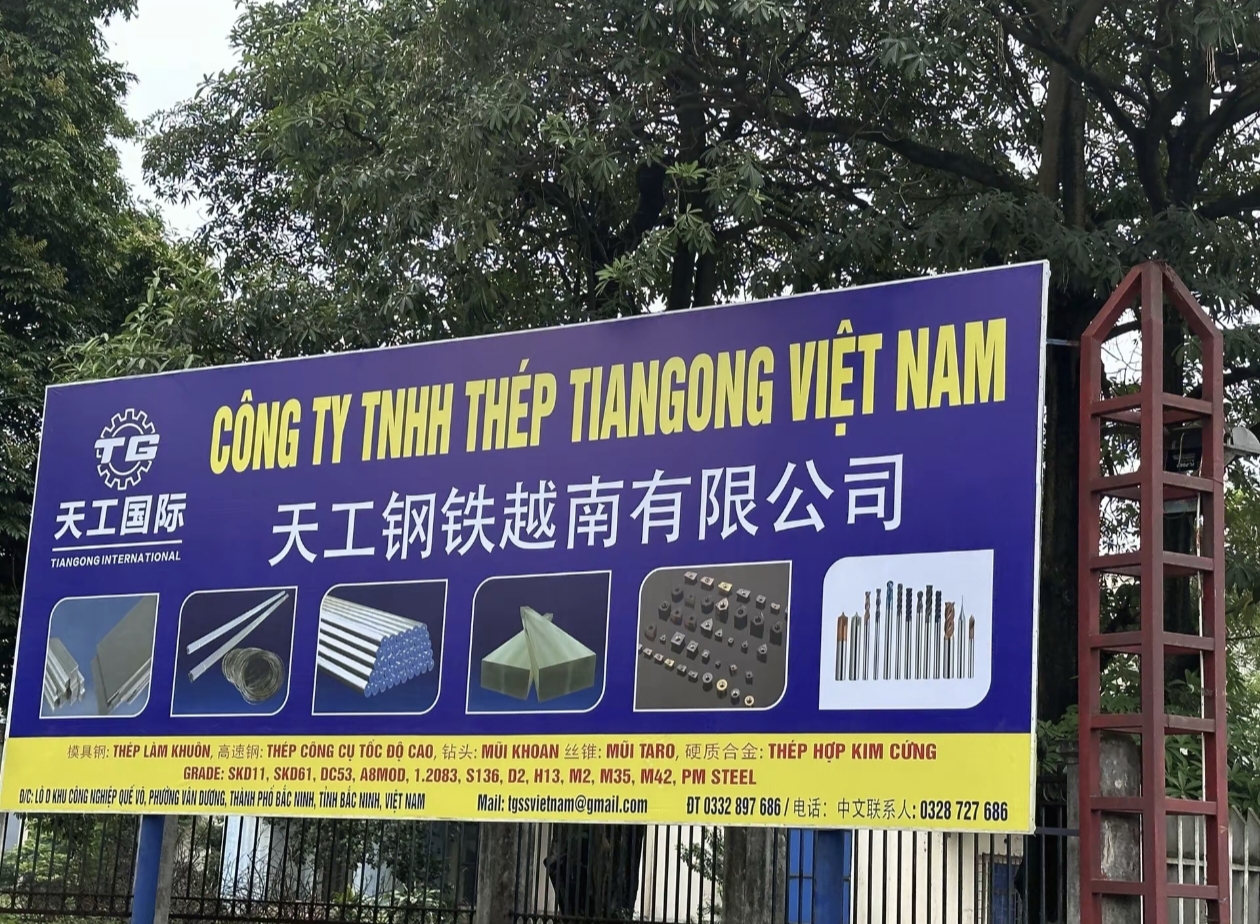 CÔNG TY TNHH THÉP TIANGONG VIỆT NAM
TG
天工国际
TIANGONG INTERNATIONAL
天工钢铁越南有限公司
模具钢: THÉP LÀM KHUÔN, 高速钢: THÉP CÔNG CỤ TỐC ĐỘ CAO, 钻头: MŨI KHOAN 丝锥: MŨI TARO, 硬质合金: THÉP HỢP KIM CỨNG
GRADE: SKD11, SKD61, DC53, A8MOD, 1.2083, S136, D2, H13, M2, M35, M42, PM STEEL
Đ/C: LÔ D KHU CÔNG NGHIỆP QUẾ VÕ, PHƯỜNG VÂN DƯƠNG, THÀNH PHỐ BẮC NINH, TỈNH BẮC NINH, VIỆT NAM Mail: tgssvietnam@gmail.com ĐT 0332 897 686 / 电话: 中文联系人: 0328 727 686